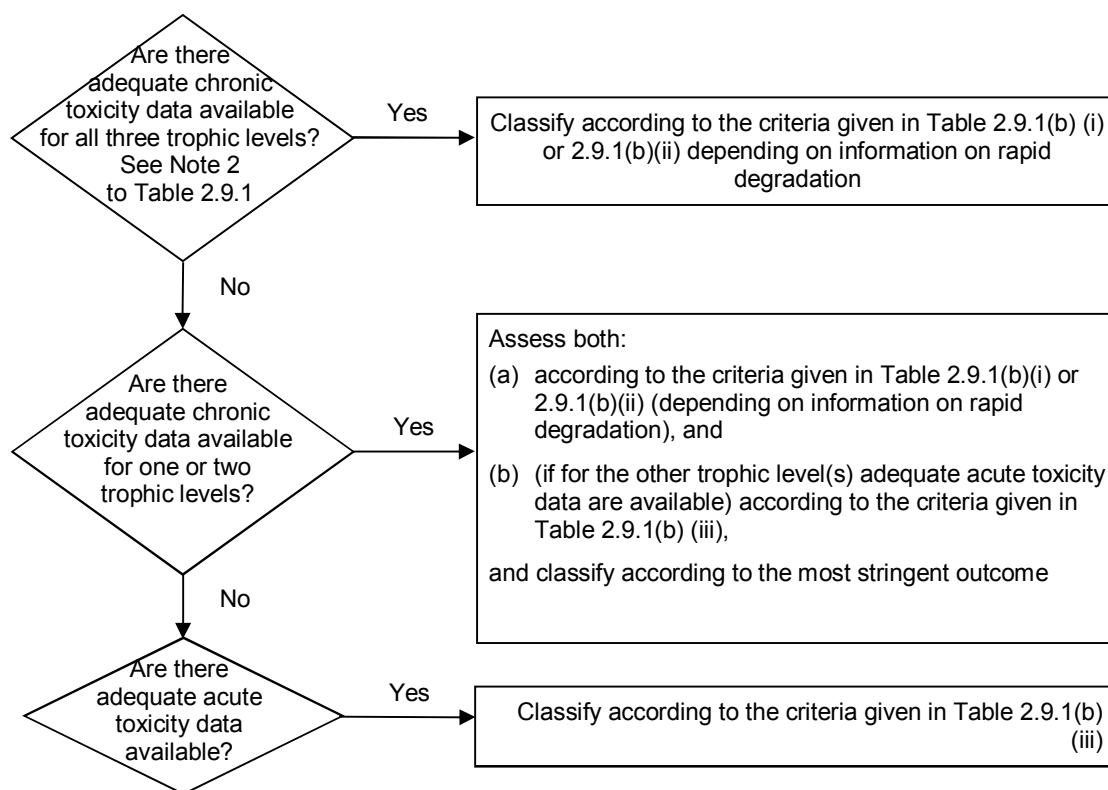 Are there
adequate chronic
toxicity data available
for all three trophic levels?
See Note 2
to Table 2.9.1
Yes
Classify according to the criteria given in Table 2.9.1(b) (i)
or 2.9.1(b)(ii) depending on information on rapid
degradation
No
Are there
adequate chronic
toxicity data available
for one or two
trophic levels?
Yes
Assess both:
(a) according to the criteria given in Table 2.9.1(b)(i) or
2.9.1(b)(ii) (depending on information on rapid
degradation), and
(b) (if for the other trophic level(s) adequate acute toxicity
data are available) according to the criteria given in
Table 2.9.1(b) (iii),
and classify according to the most stringent outcome
No
Are there
adequate acute
toxicity data
available?
Yes
Classify according to the criteria given in Table 2.9.1(b)
(iii)